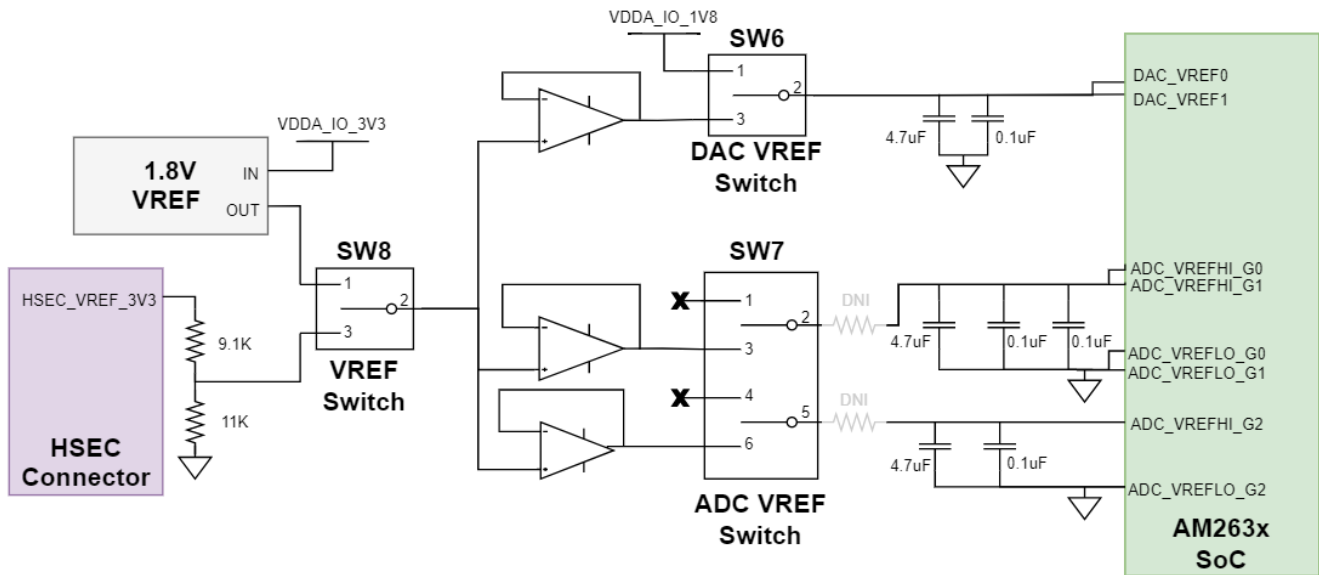 VDDA_IO_1V8
SW6
1
2
3
DAC VREF
Switch
-
+
4.7uF
0.1uF
DAC_VREF0
DAC_VREF1
VDDA_IO_3V3
1.8V
VREF
IN
OUT
SW8
1
2
3
VREF
Switch
HSEC_VREF_3V3
9.1K
11K
HSEC
Connector
-
+
-
+
SW7
X
1
2
3
X
4
5
6
ADC VREF
Switch
DNI
DNI
4.7uF
0.1uF
0.1uF
4.7uF
0.1uF
ADC_VREFHI_G0
ADC_VREFHI_G1
ADC_VREFLO_G0
ADC_VREFLO_G1
ADC_VREFHI_G2
ADC_VREFLO_G2
AM263x
SoC